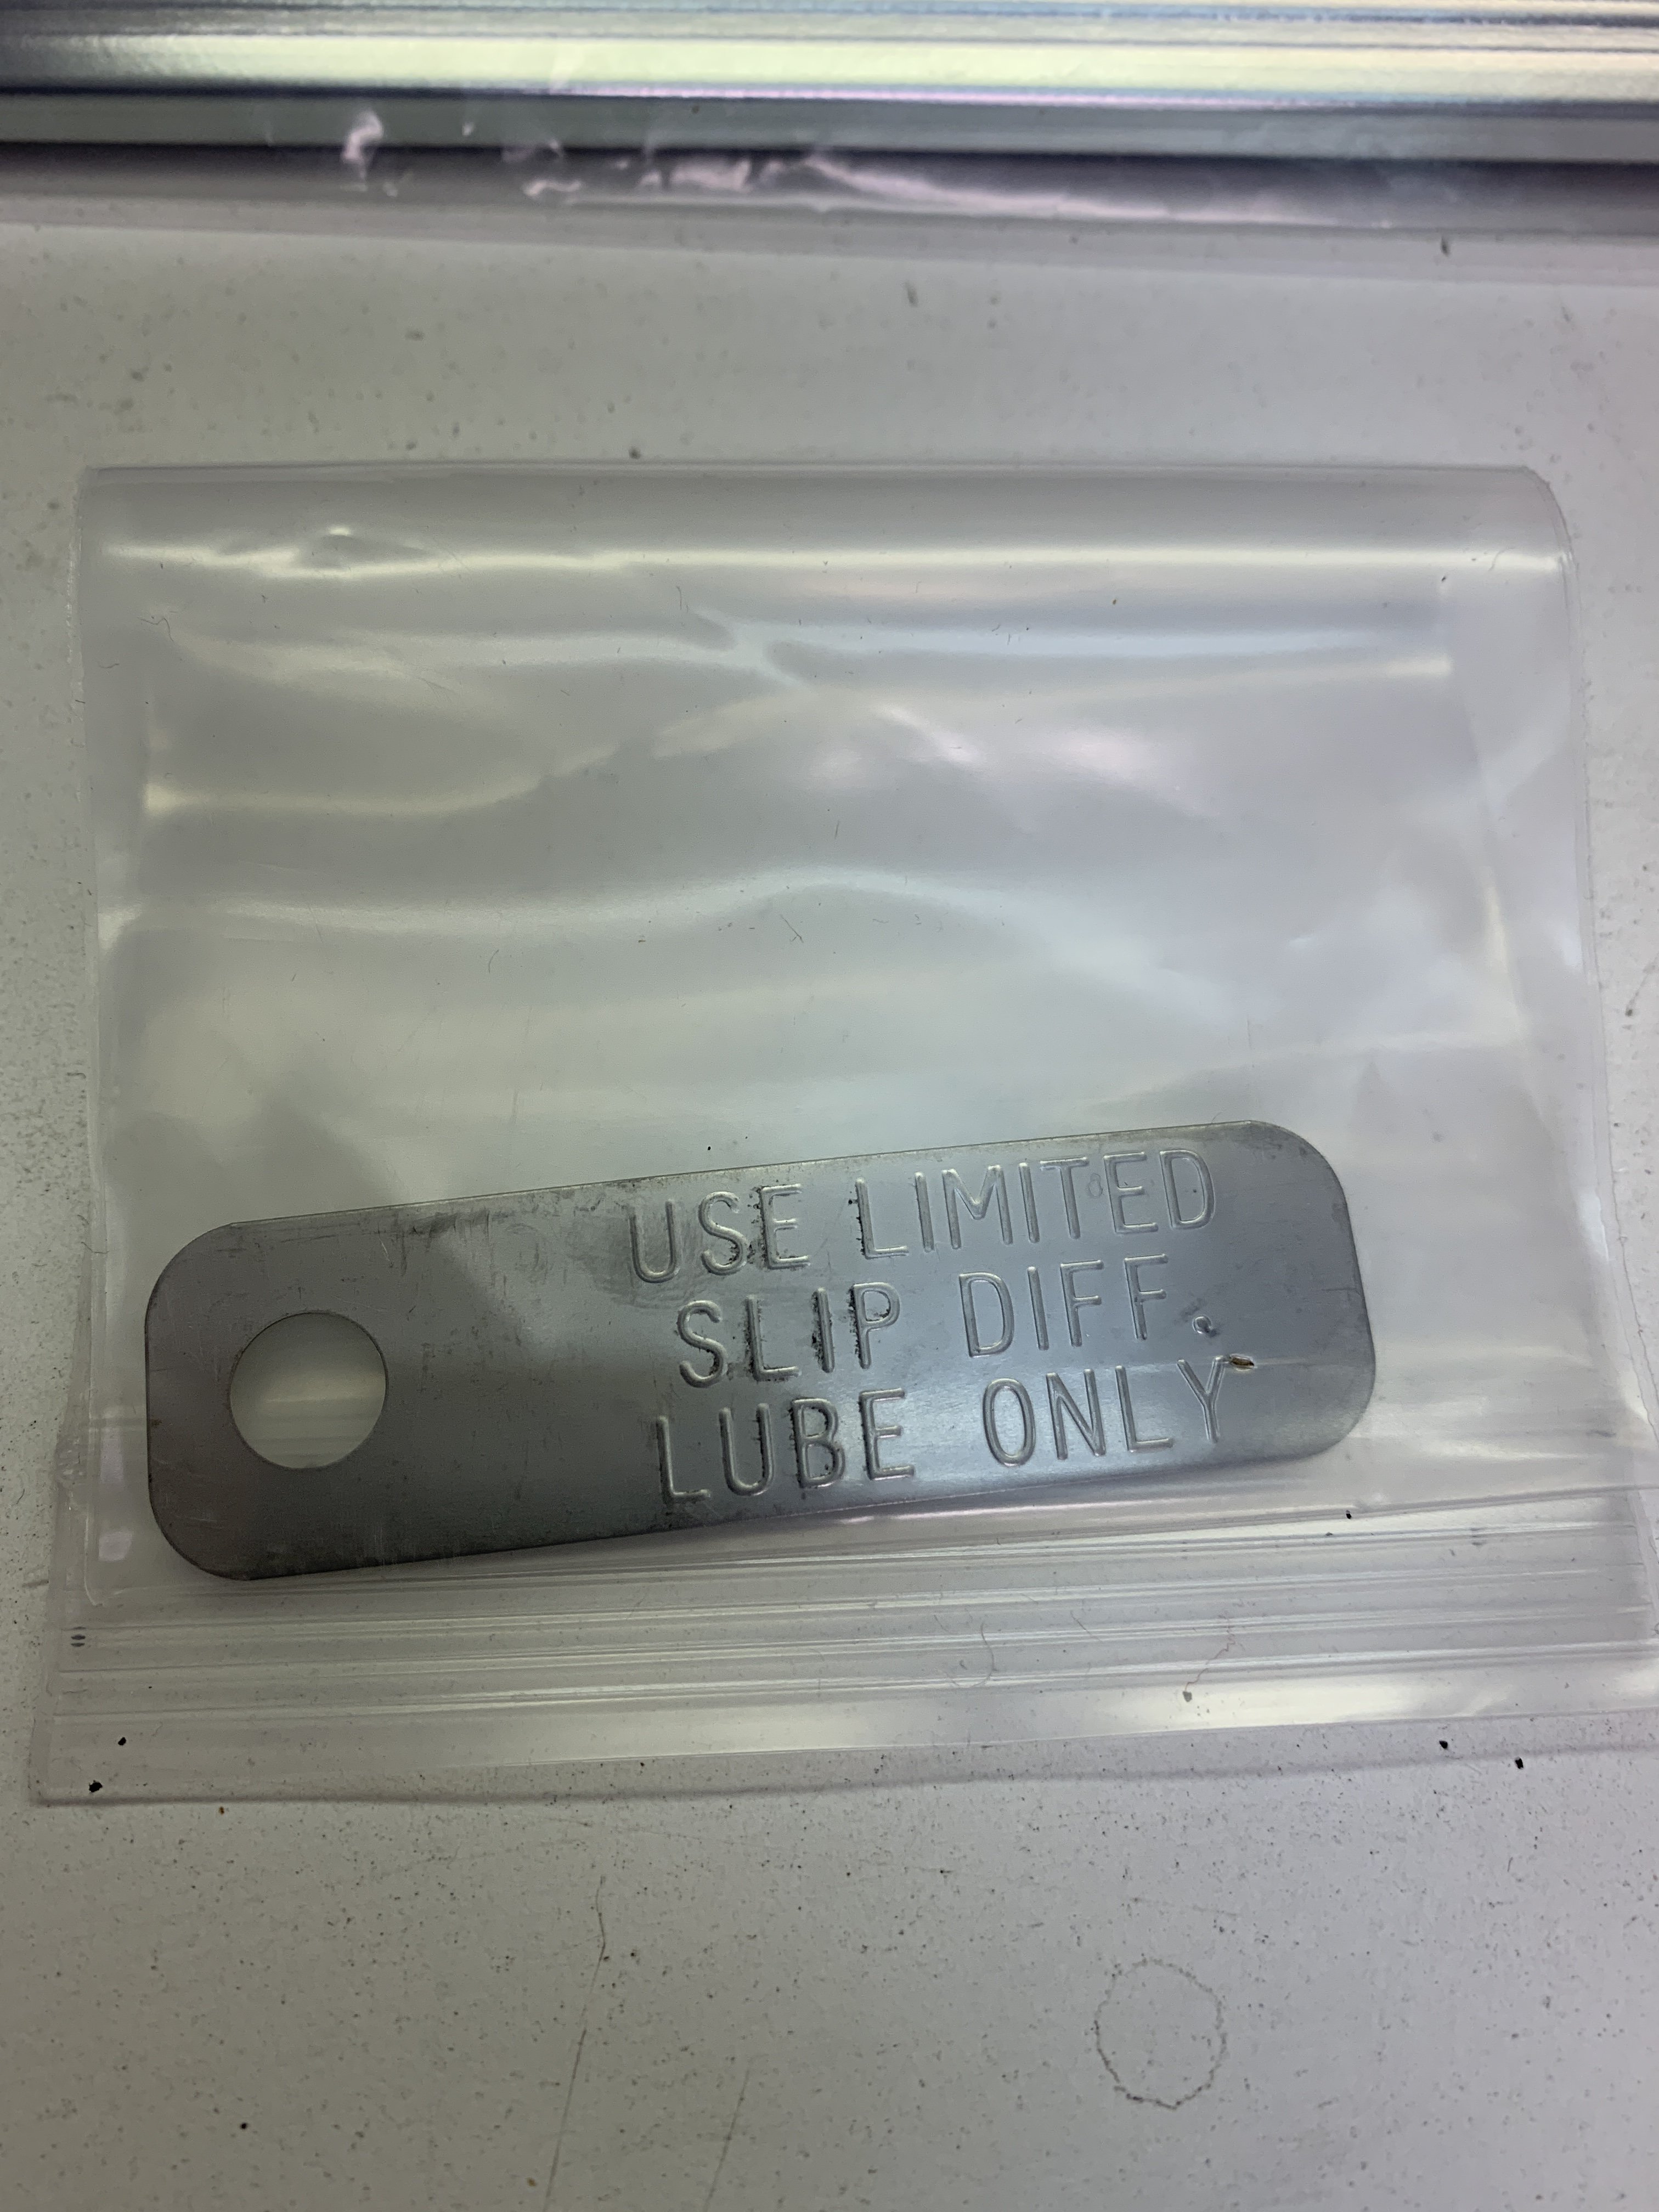 USE LIMITED
SLIP DIFF.
LUBE ONLY